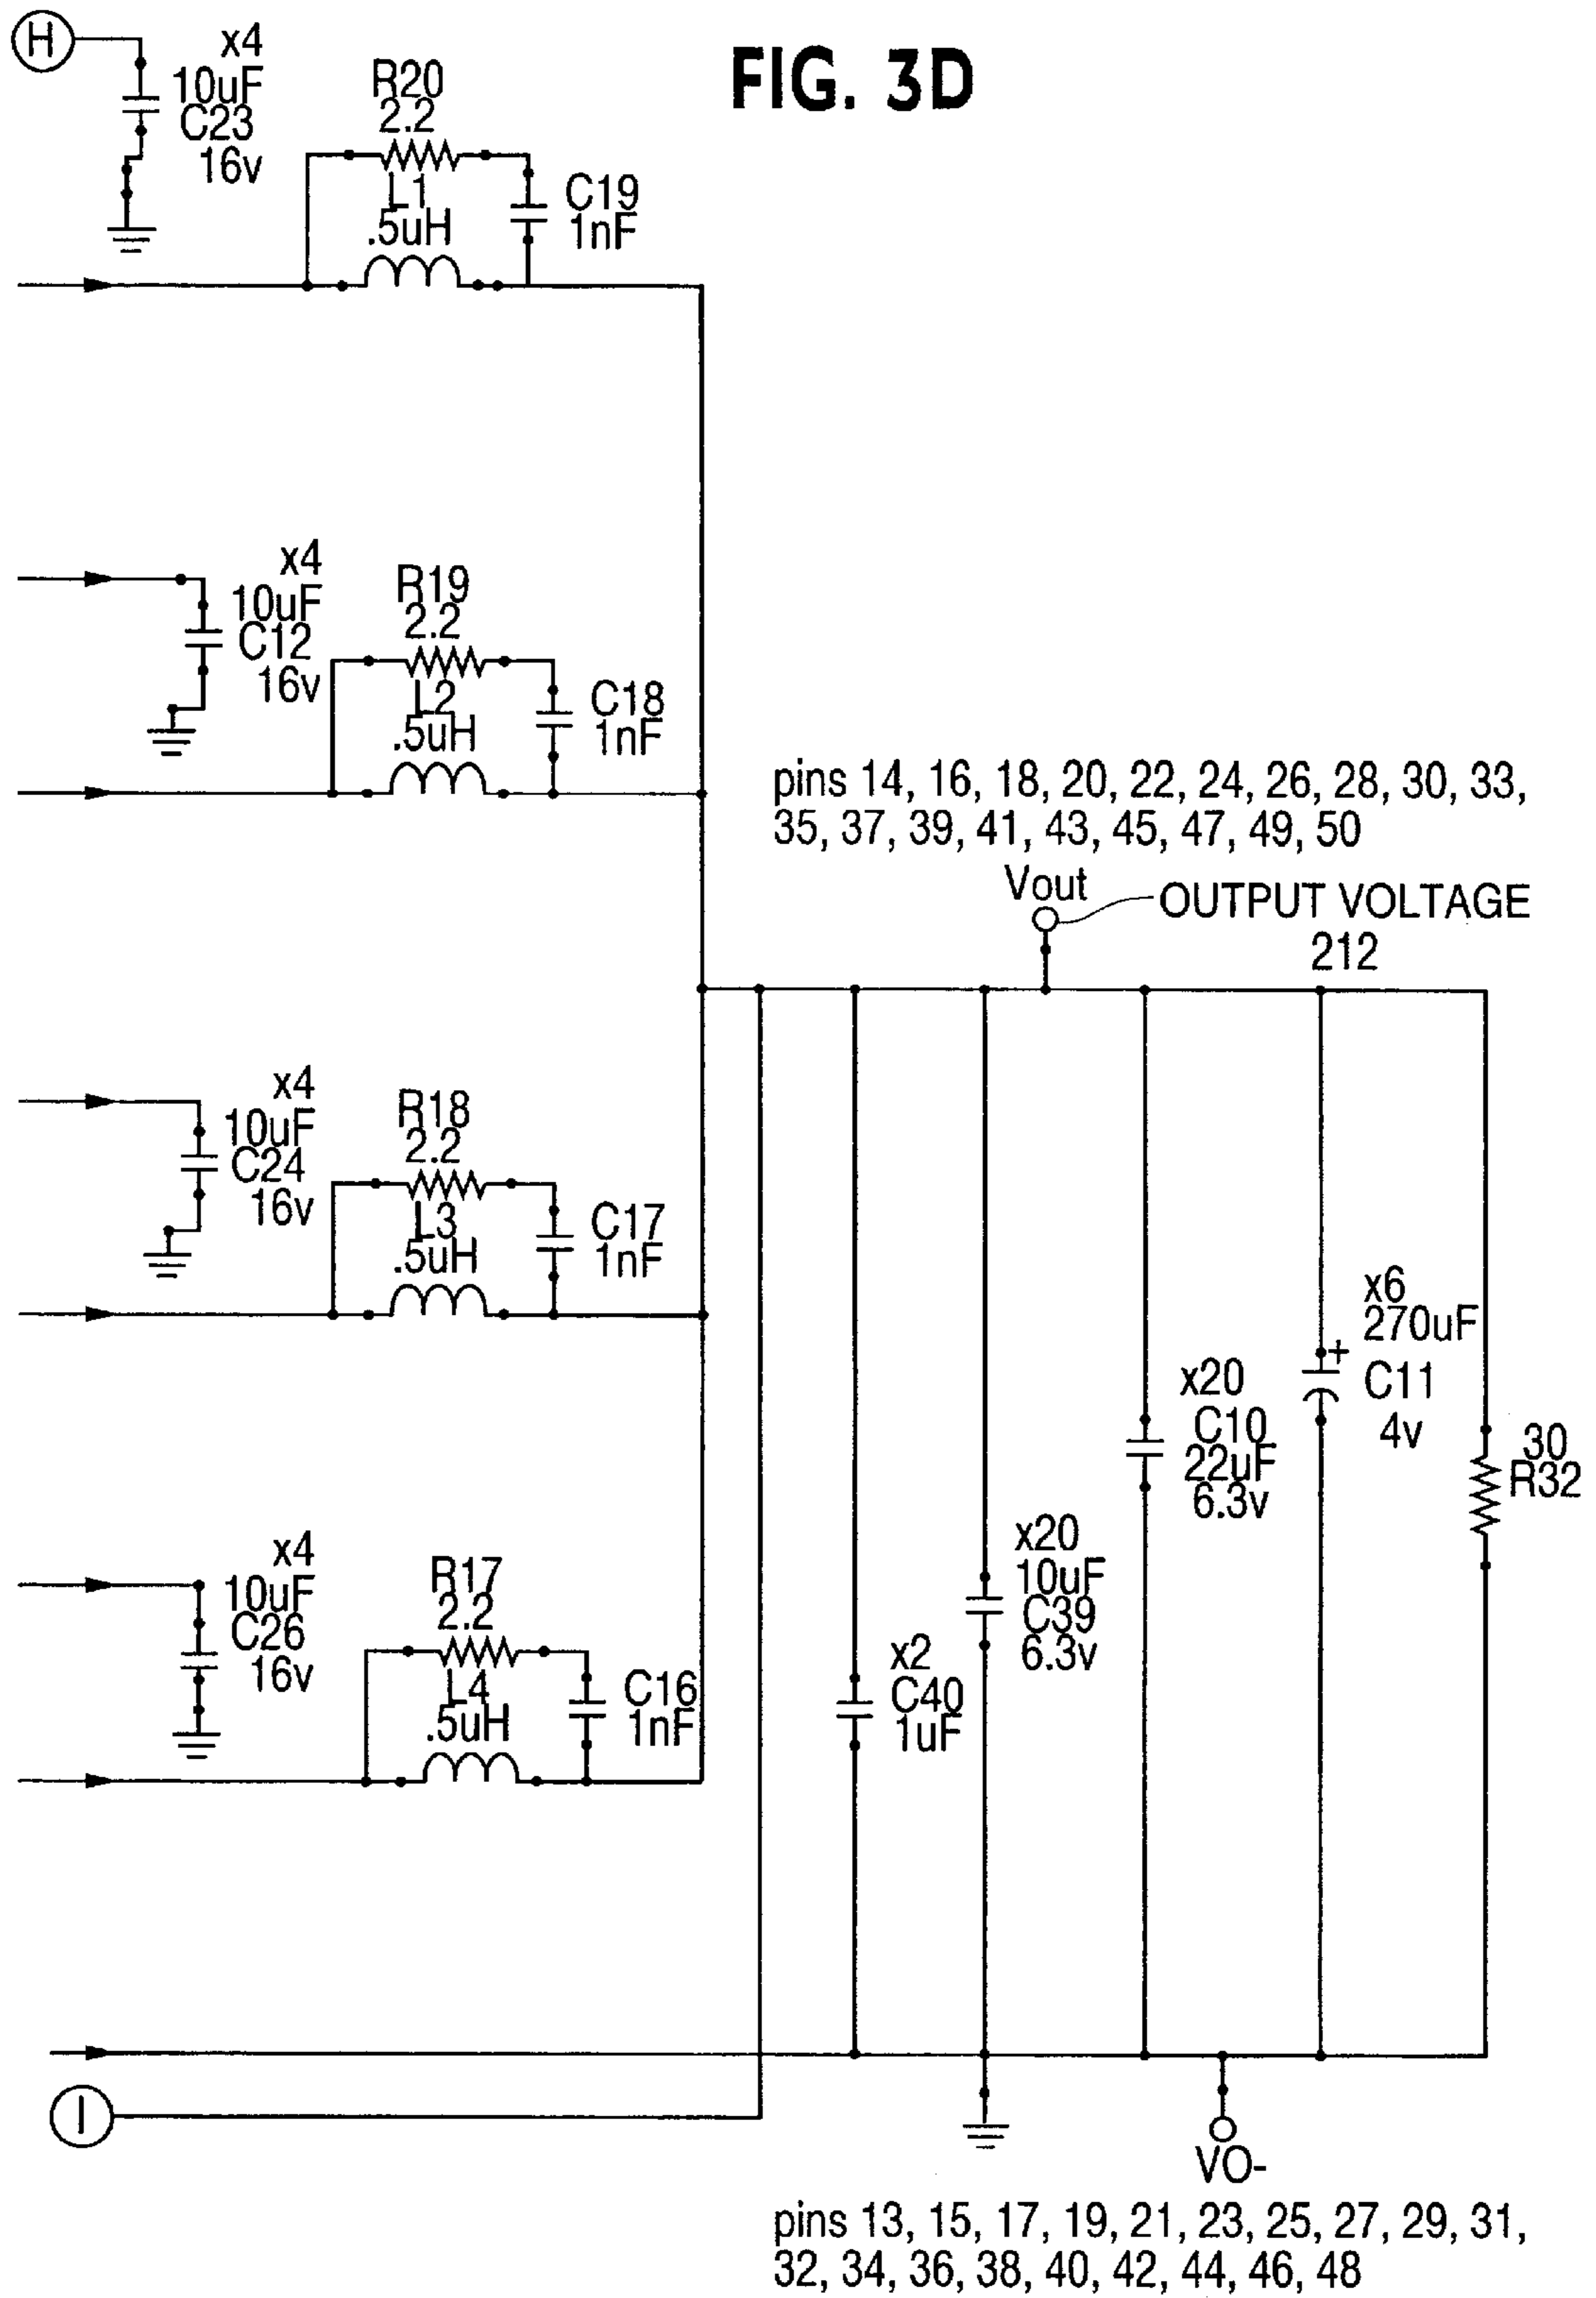 FIG. 3D
H
x4
10uF
C23
16v
R20
2.2
L1
.5uH
C19
1nF
x4
10uF
C12
16v
R19
2.2
L2
.5uH
C18
1nF
pins 14, 16, 18, 20, 22, 24, 26, 28, 30, 33,
35, 37, 39, 41, 43, 45, 47, 49, 50
Vout
OUTPUT VOLTAGE
212
x4
10uF
C24
16v
R18
2.2
L3
.5uH
C17
1nF
x6
270uF
+
C11
4v
x20
C10
22uF
6.3v
30
R32
x20
10uF
C39
6.3v
x4
10uF
C26
16v
R17
2.2
L4
.5uH
C16
1nF
x2
C40
1uF
I
VO-
pins 13, 15, 17, 19, 21, 23, 25, 27, 29, 31,
32, 34, 36, 38, 40, 42, 44, 46, 48